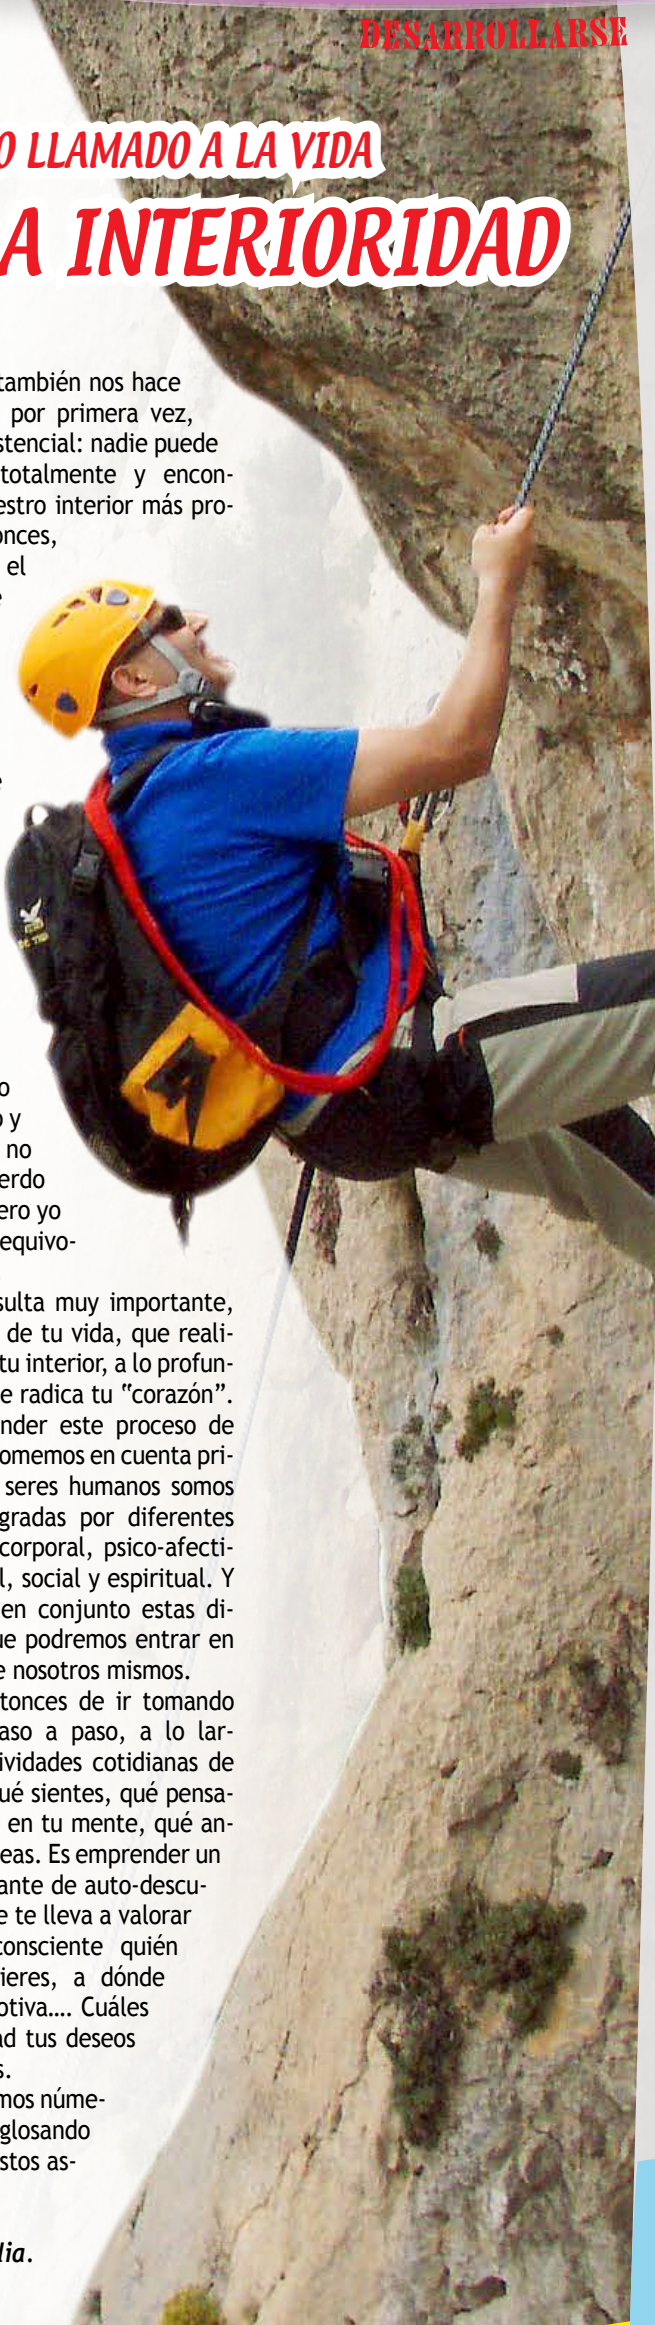 DESARROLLARSE
O LLAMADO A LA VIDA
A INTERIORIDAD
también nos hace
por primera vez,
stencial: nadie puede
totalmente y encon-
estro interior más pro-
onces,
el
e
e
o
o y
no
erdo
ero yo
equivo-
sulta muy importante,
de tu vida, que reali-
tu interior, a lo profun-
e radica tu “corazón”.
nder este proceso de
omemos en cuenta pri-
seres humanos somos
gradas por diferentes
corporal, psico-afecti-
l, social y espiritual. Y
en conjunto estas di-
ue podremos entrar en
e nosotros mismos.
tonces de ir tomando
aso a paso, a lo lar-
tividades cotidianas de
ué sientes, qué pensa-
en tu mente, qué an-
eas. Es emprender un
ante de auto-descu-
e te lleva a valorar
consciente quién
ieres, a dónde
otiva.... Cuáles
ad tus deseos
s.
mos núme-
glosando
stos as-
lia.